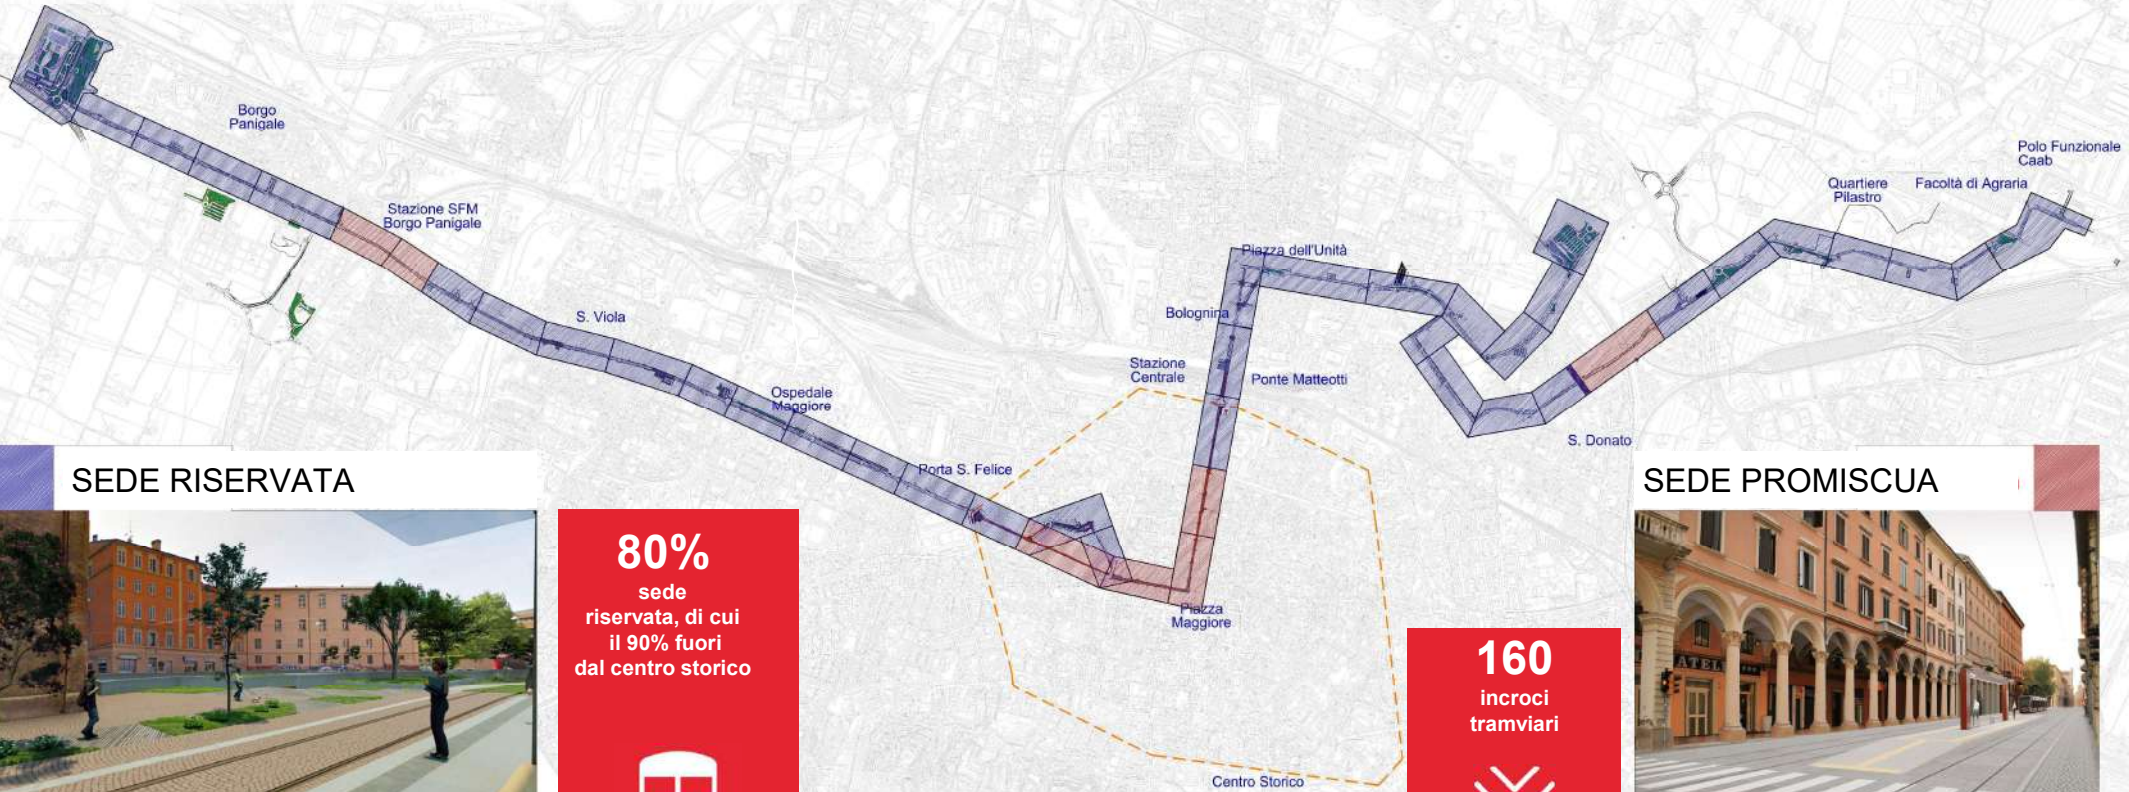 Borgo
Panigale
Stazione SFM
Borgo Panigale
S. Viola
Ospedale
Maggiore
Porta S. Felice
Piazza
Maggiore
Centro Storico
Stazione
Centrale
Ponte Matteotti
Bolognina
Piazza dell'Unità
S. Donato
Quartiere
Pilastro
Facoltà di Agraria
Polo Funzionale
Caab
SEDE RISERVATA
80%
sede
riservata, di cui
il 90% fuori
dal centro storico
160
incroci
tramviari
SEDE PROMISCUA
ATEL